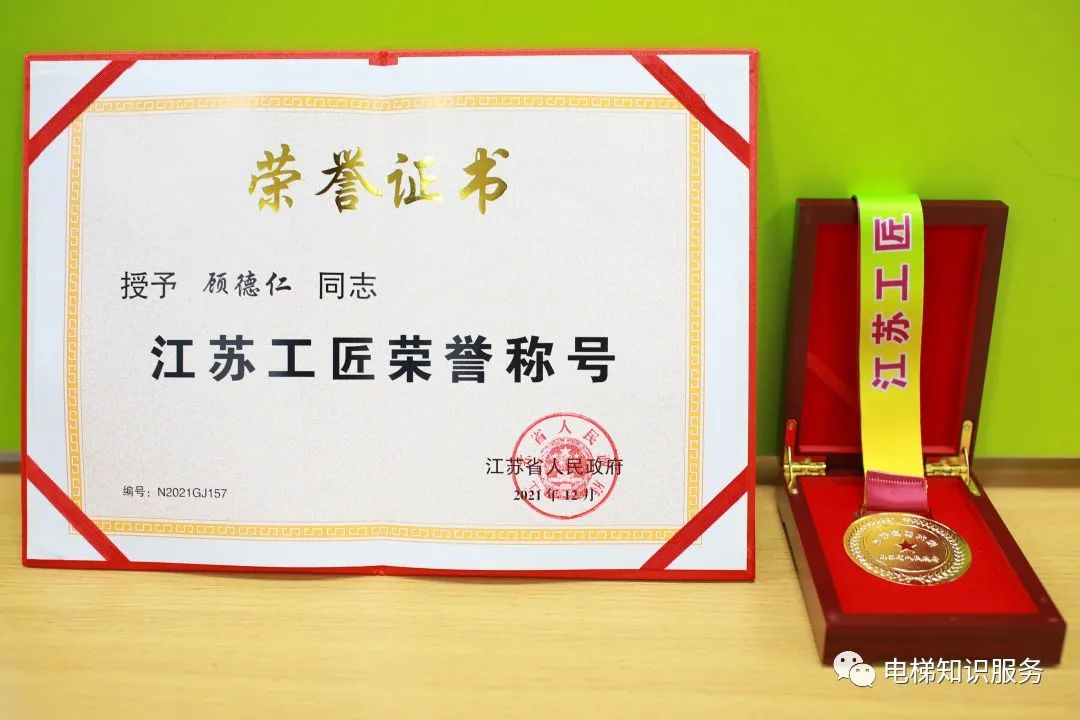 荣誉证书
授予 顾德仁 同志
江苏工匠荣誉称号
江苏省人民政府
2021年12月
编号：N2021GJ157
江苏工匠
电梯知识服务